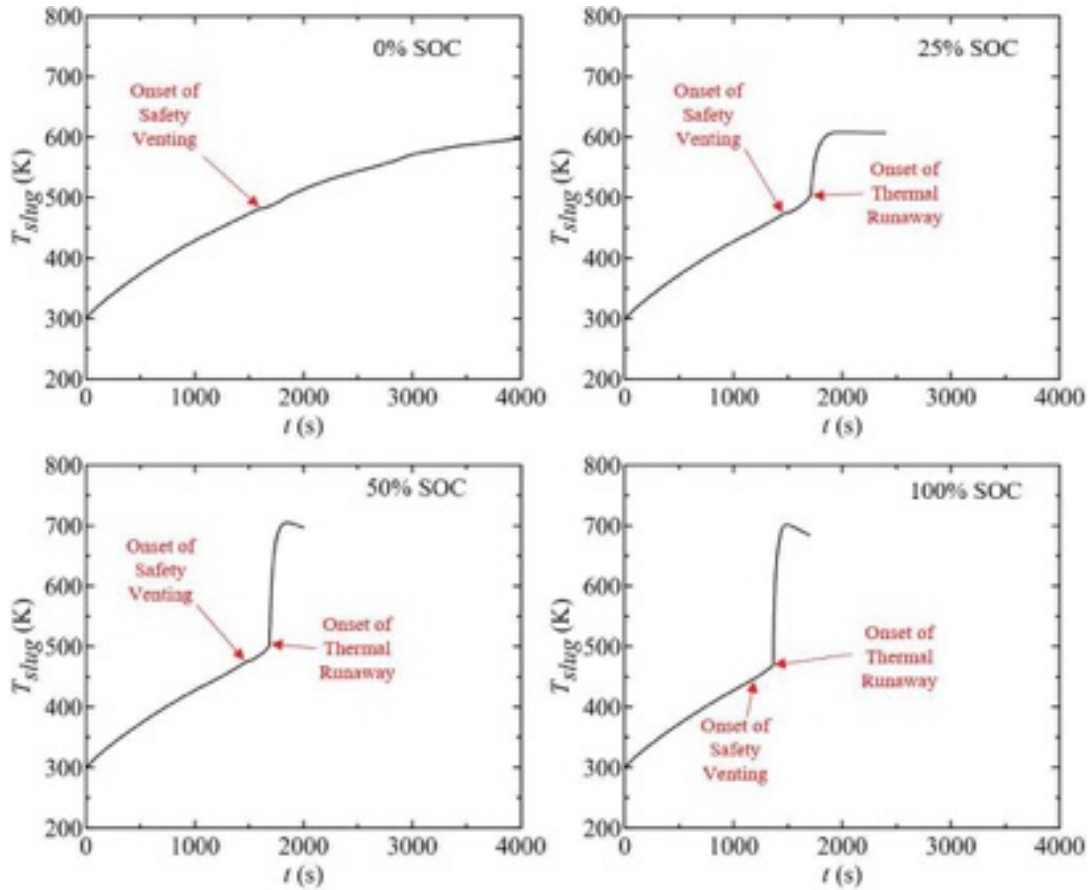 800
0% SOC
700
Onset of
Safety
Venting
600
500
400
300
200
T_slug (K)
0 1000 2000 3000 4000
t (s)
800
25% SOC
700
Onset of
Safety
Venting
600
Onset of
Thermal
Runaway
500
400
300
200
T_slug (K)
0 1000 2000 3000 4000
t (s)
800
50% SOC
700
Onset of
Safety
Venting
600
500
Onset of
Thermal
Runaway
400
300
200
T_slug (K)
0 1000 2000 3000 4000
t (s)
800
100% SOC
700
600
Onset of
Thermal
Runaway
500
400
Onset of
Safety
Venting
300
200
T_slug (K)
0 1000 2000 3000 4000
t (s)